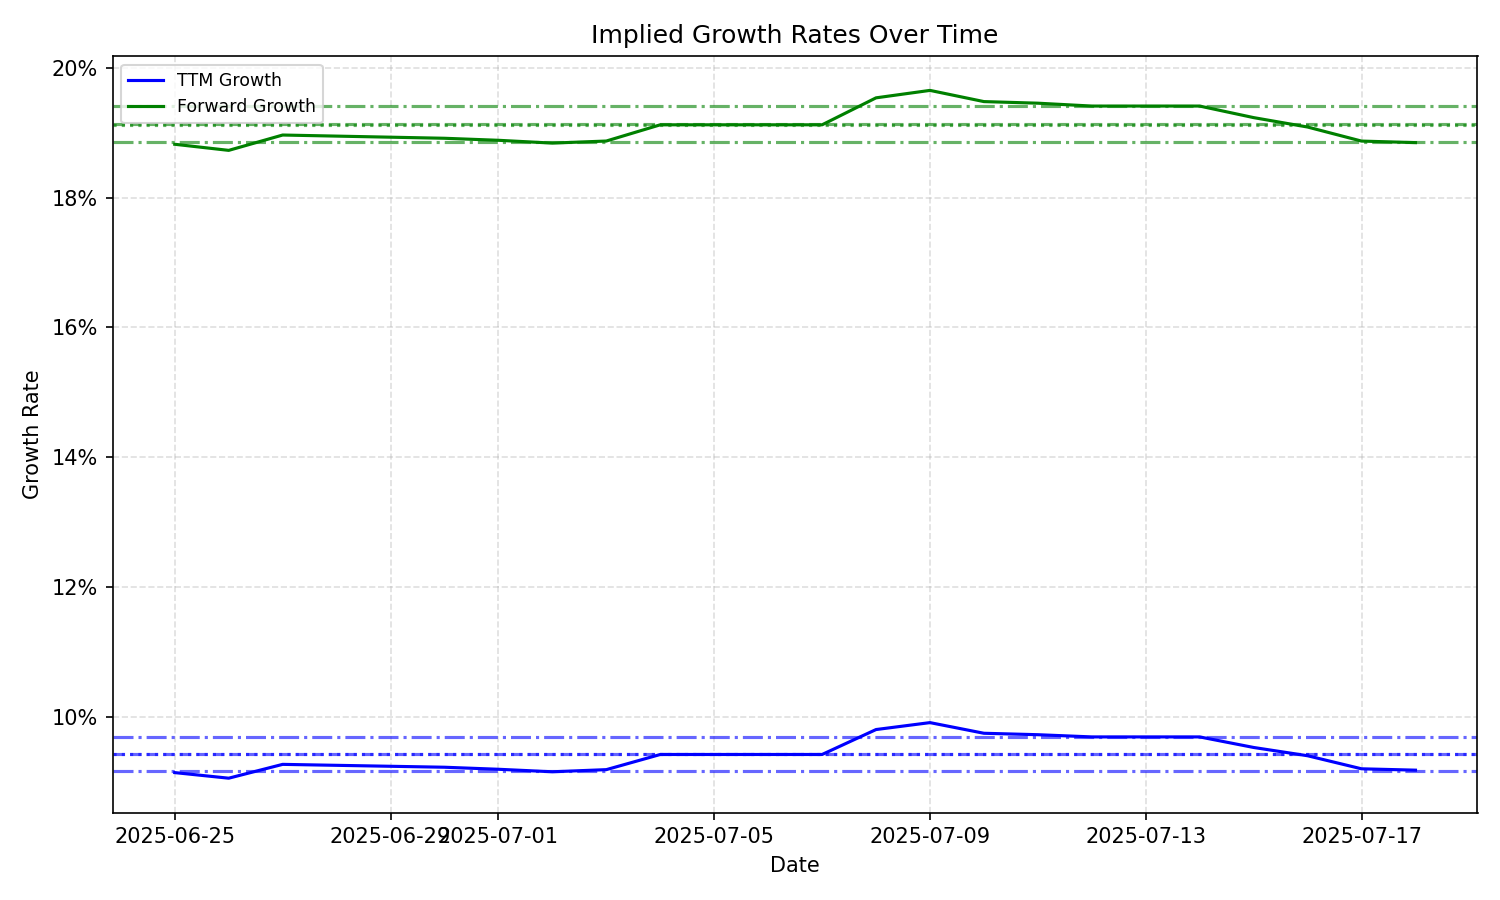 Implied Growth Rates Over Time
TTM Growth
Forward Growth
20%
18%
16%
14%
12%
10%
Growth Rate
2025-06-25
2025-06-29
2025-07-01
2025-07-05
2025-07-09
2025-07-13
2025-07-17
Date